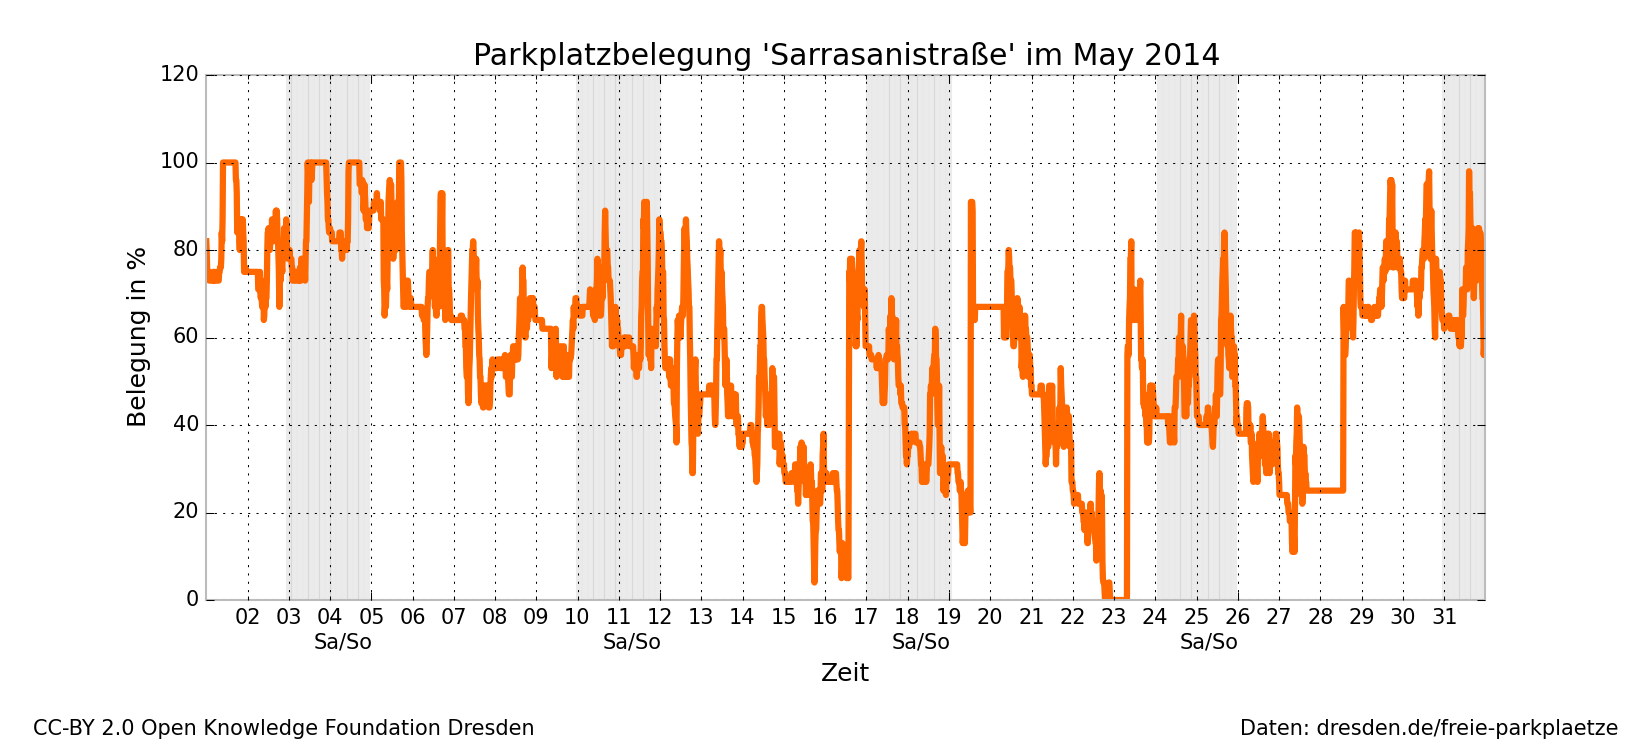 Parkplatzbelegung 'Sarrasanistraße' im May 2014
120
100
80
60
40
20
0
Belegung in %
02 03 04 05 06 07 08 09 10 11 12 13 14 15 16 17 18 19 20 21 22 23 24 25 26 27 28 29 30 31
Sa/So Sa/So Sa/So Sa/So
Zeit
CC-BY 2.0 Open Knowledge Foundation Dresden
Daten: dresden.de/freie-parkplaetze